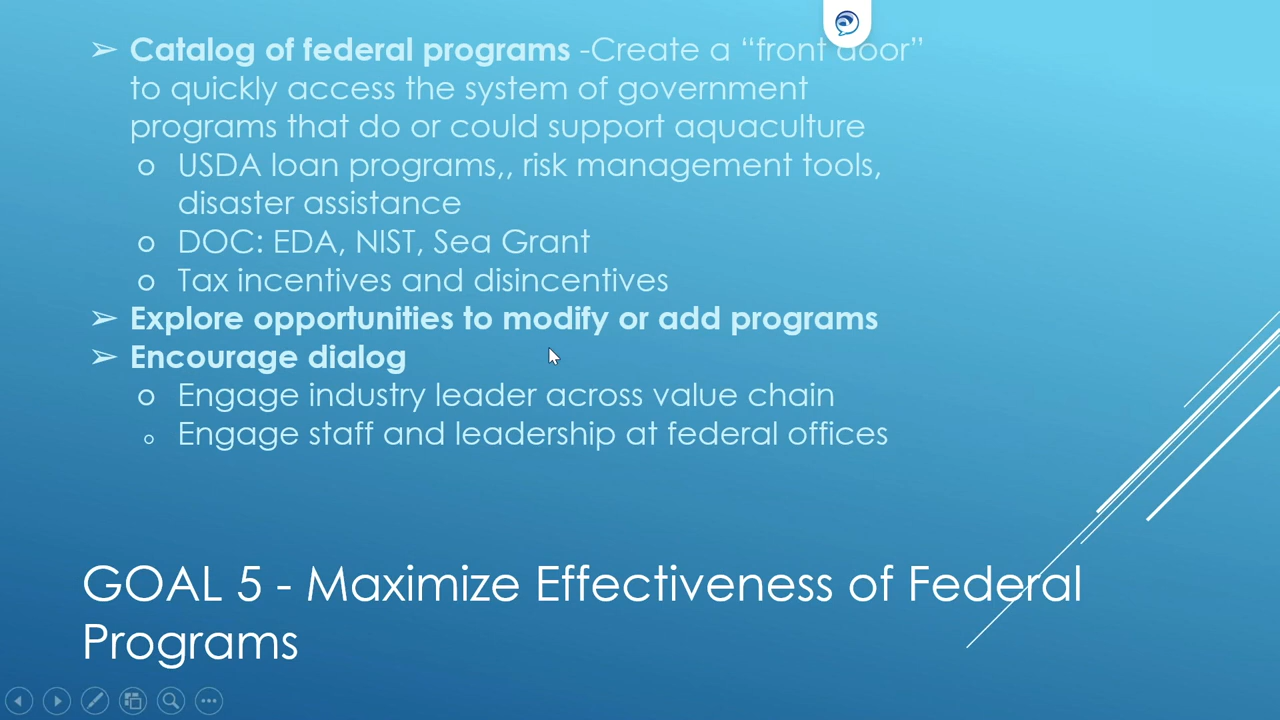 ➢ Catalog of federal programs -Create a “front door”
to quickly access the system of government
programs that do or could support aquaculture
o USDA loan programs,, risk management tools,
disaster assistance
o DOC: EDA, NIST, Sea Grant
o Tax incentives and disincentives
➢ Explore opportunities to modify or add programs
➢ Encourage dialog
o Engage industry leader across value chain
o Engage staff and leadership at federal offices
GOAL 5 - Maximize Effectiveness of Federal
Programs